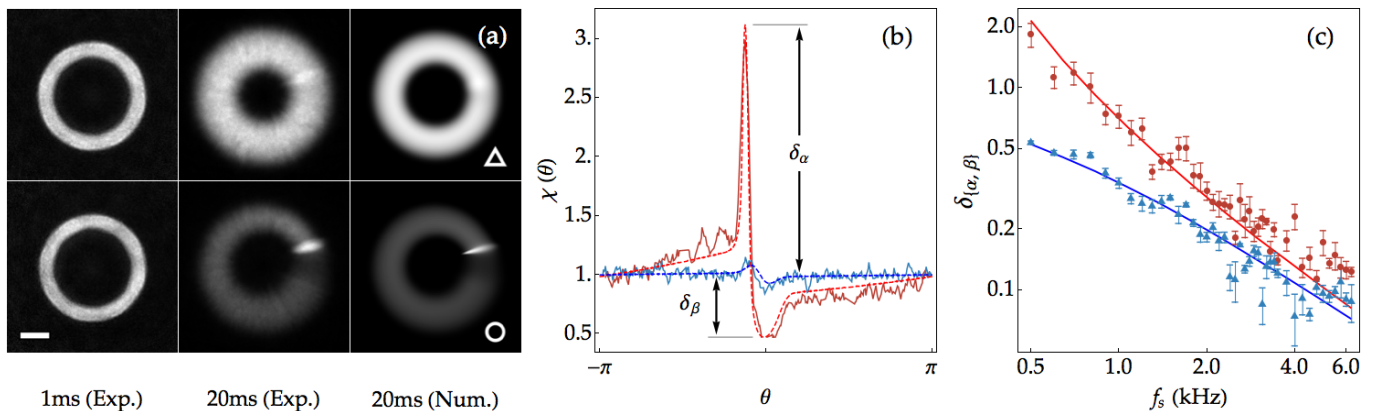 (a)
1ms (Exp.)
20ms (Exp.)
20ms (Num.)
(b)
χ (θ)
3.
2.5
2.
1.5
1
0.5
δα
δβ
−π
π
θ
(c)
δ{α, β}
2.0
1.0
0.5
0.2
0.1
0.5
1.0
2.0
4.0
6.0
fs (kHz)